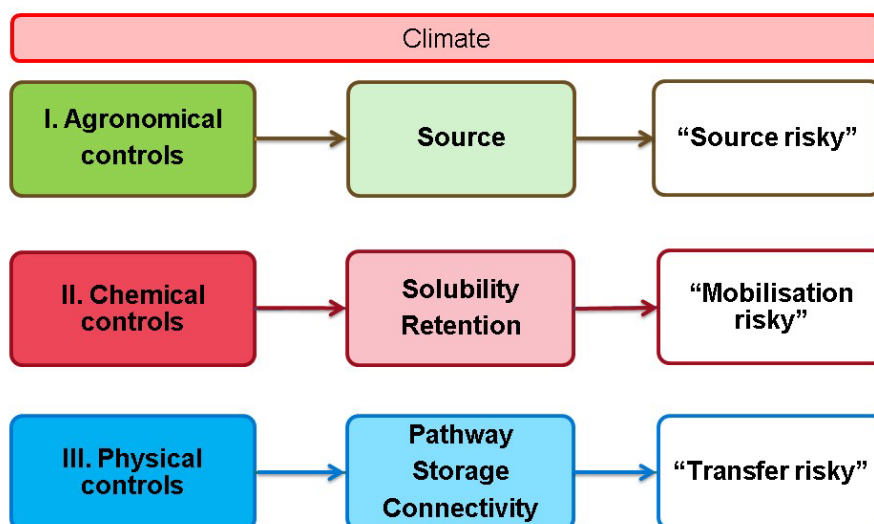 Climate
I. Agronomical
controls
Source
“Source risky”
II. Chemical
controls
Solubility
Retention
“Mobilisation
risky”
III. Physical
controls
Pathway
Storage
Connectivity
“Transfer risky”